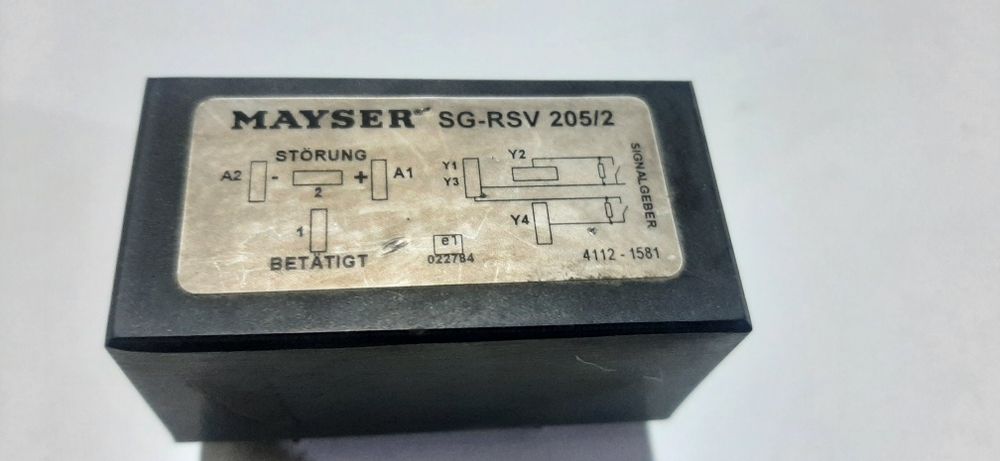 MAYSER® SG-RSV 205/2
STÖRUNG
A2 - + A1
2
1
BETÄTIGT
Y1
Y2
Y3
Y4
SIGNALGEBER
e1
022784
4112 - 1581